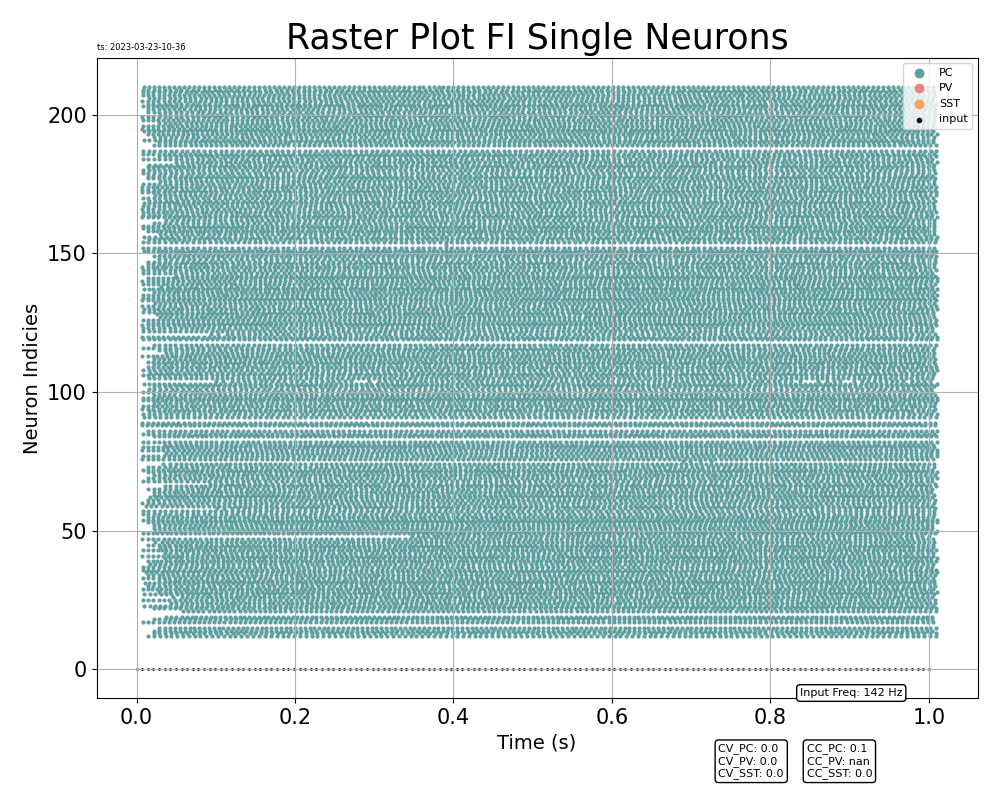 Raster Plot FI Single Neurons
ts: 2023-03-23-10-36
PC
PV
SST
input
200
150
100
50
0
Neuron Indicies
0.0 0.2 0.4 0.6 0.8 1.0
Time (s)
Input Freq: 142 Hz
CV_PC: 0.0
CV_PV: 0.0
CV_SST: 0.0
CC_PC: 0.1
CC_PV: nan
CC_SST: 0.0